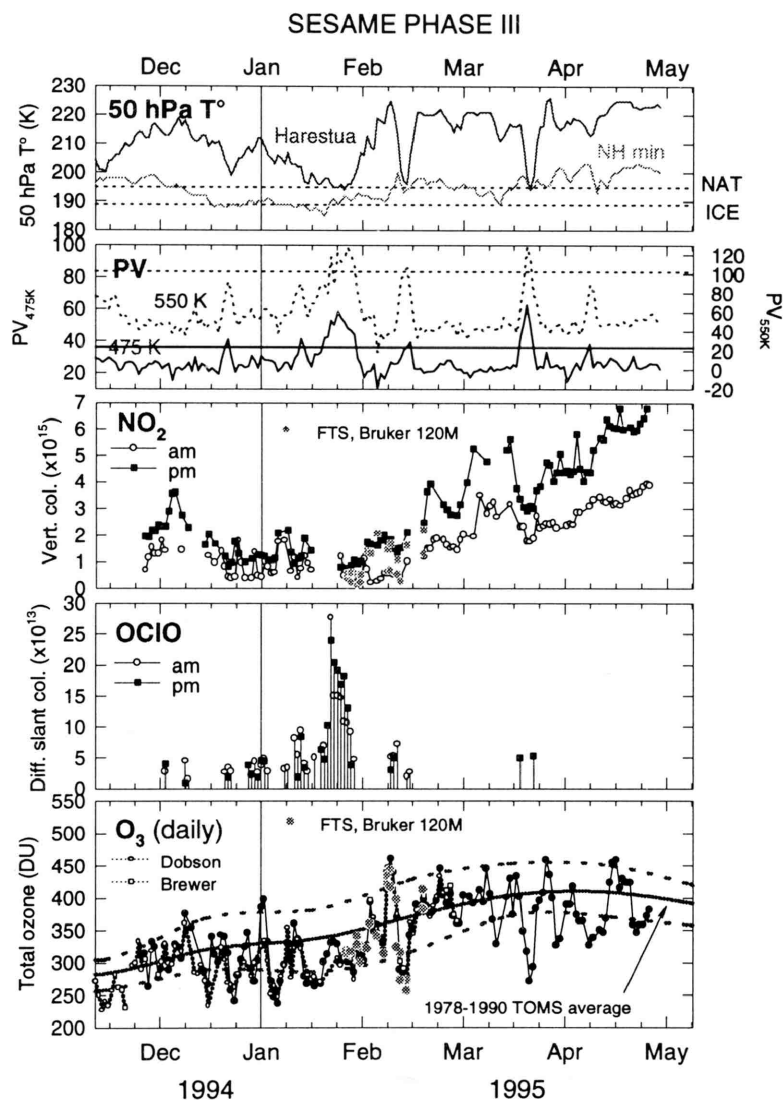 SESAME PHASE III
Dec Jan Feb Mar Apr May
50 hPa T° (K)
230
220
210
200
190
180
50 hPa T°
Harestua
NH min
NAT
ICE
PV₄₇₅K
100
80
60
40
20
PV
550 K
475 K
120
100
80
60
40
20
0
-20
PV₅₅₀K
Vert. col. (x10¹⁵)
7
6
5
4
3
2
1
0
NO₂
am
pm
FTS, Bruker 120M
Diff. slant col. (x10¹³)
30
25
20
15
10
5
0
OClO
am
pm
Total ozone (DU)
550
500
450
400
350
300
250
200
O₃ (daily)
Dobson
Brewer
FTS, Bruker 120M
1978-1990 TOMS average
Dec Jan Feb Mar Apr May
1994 1995